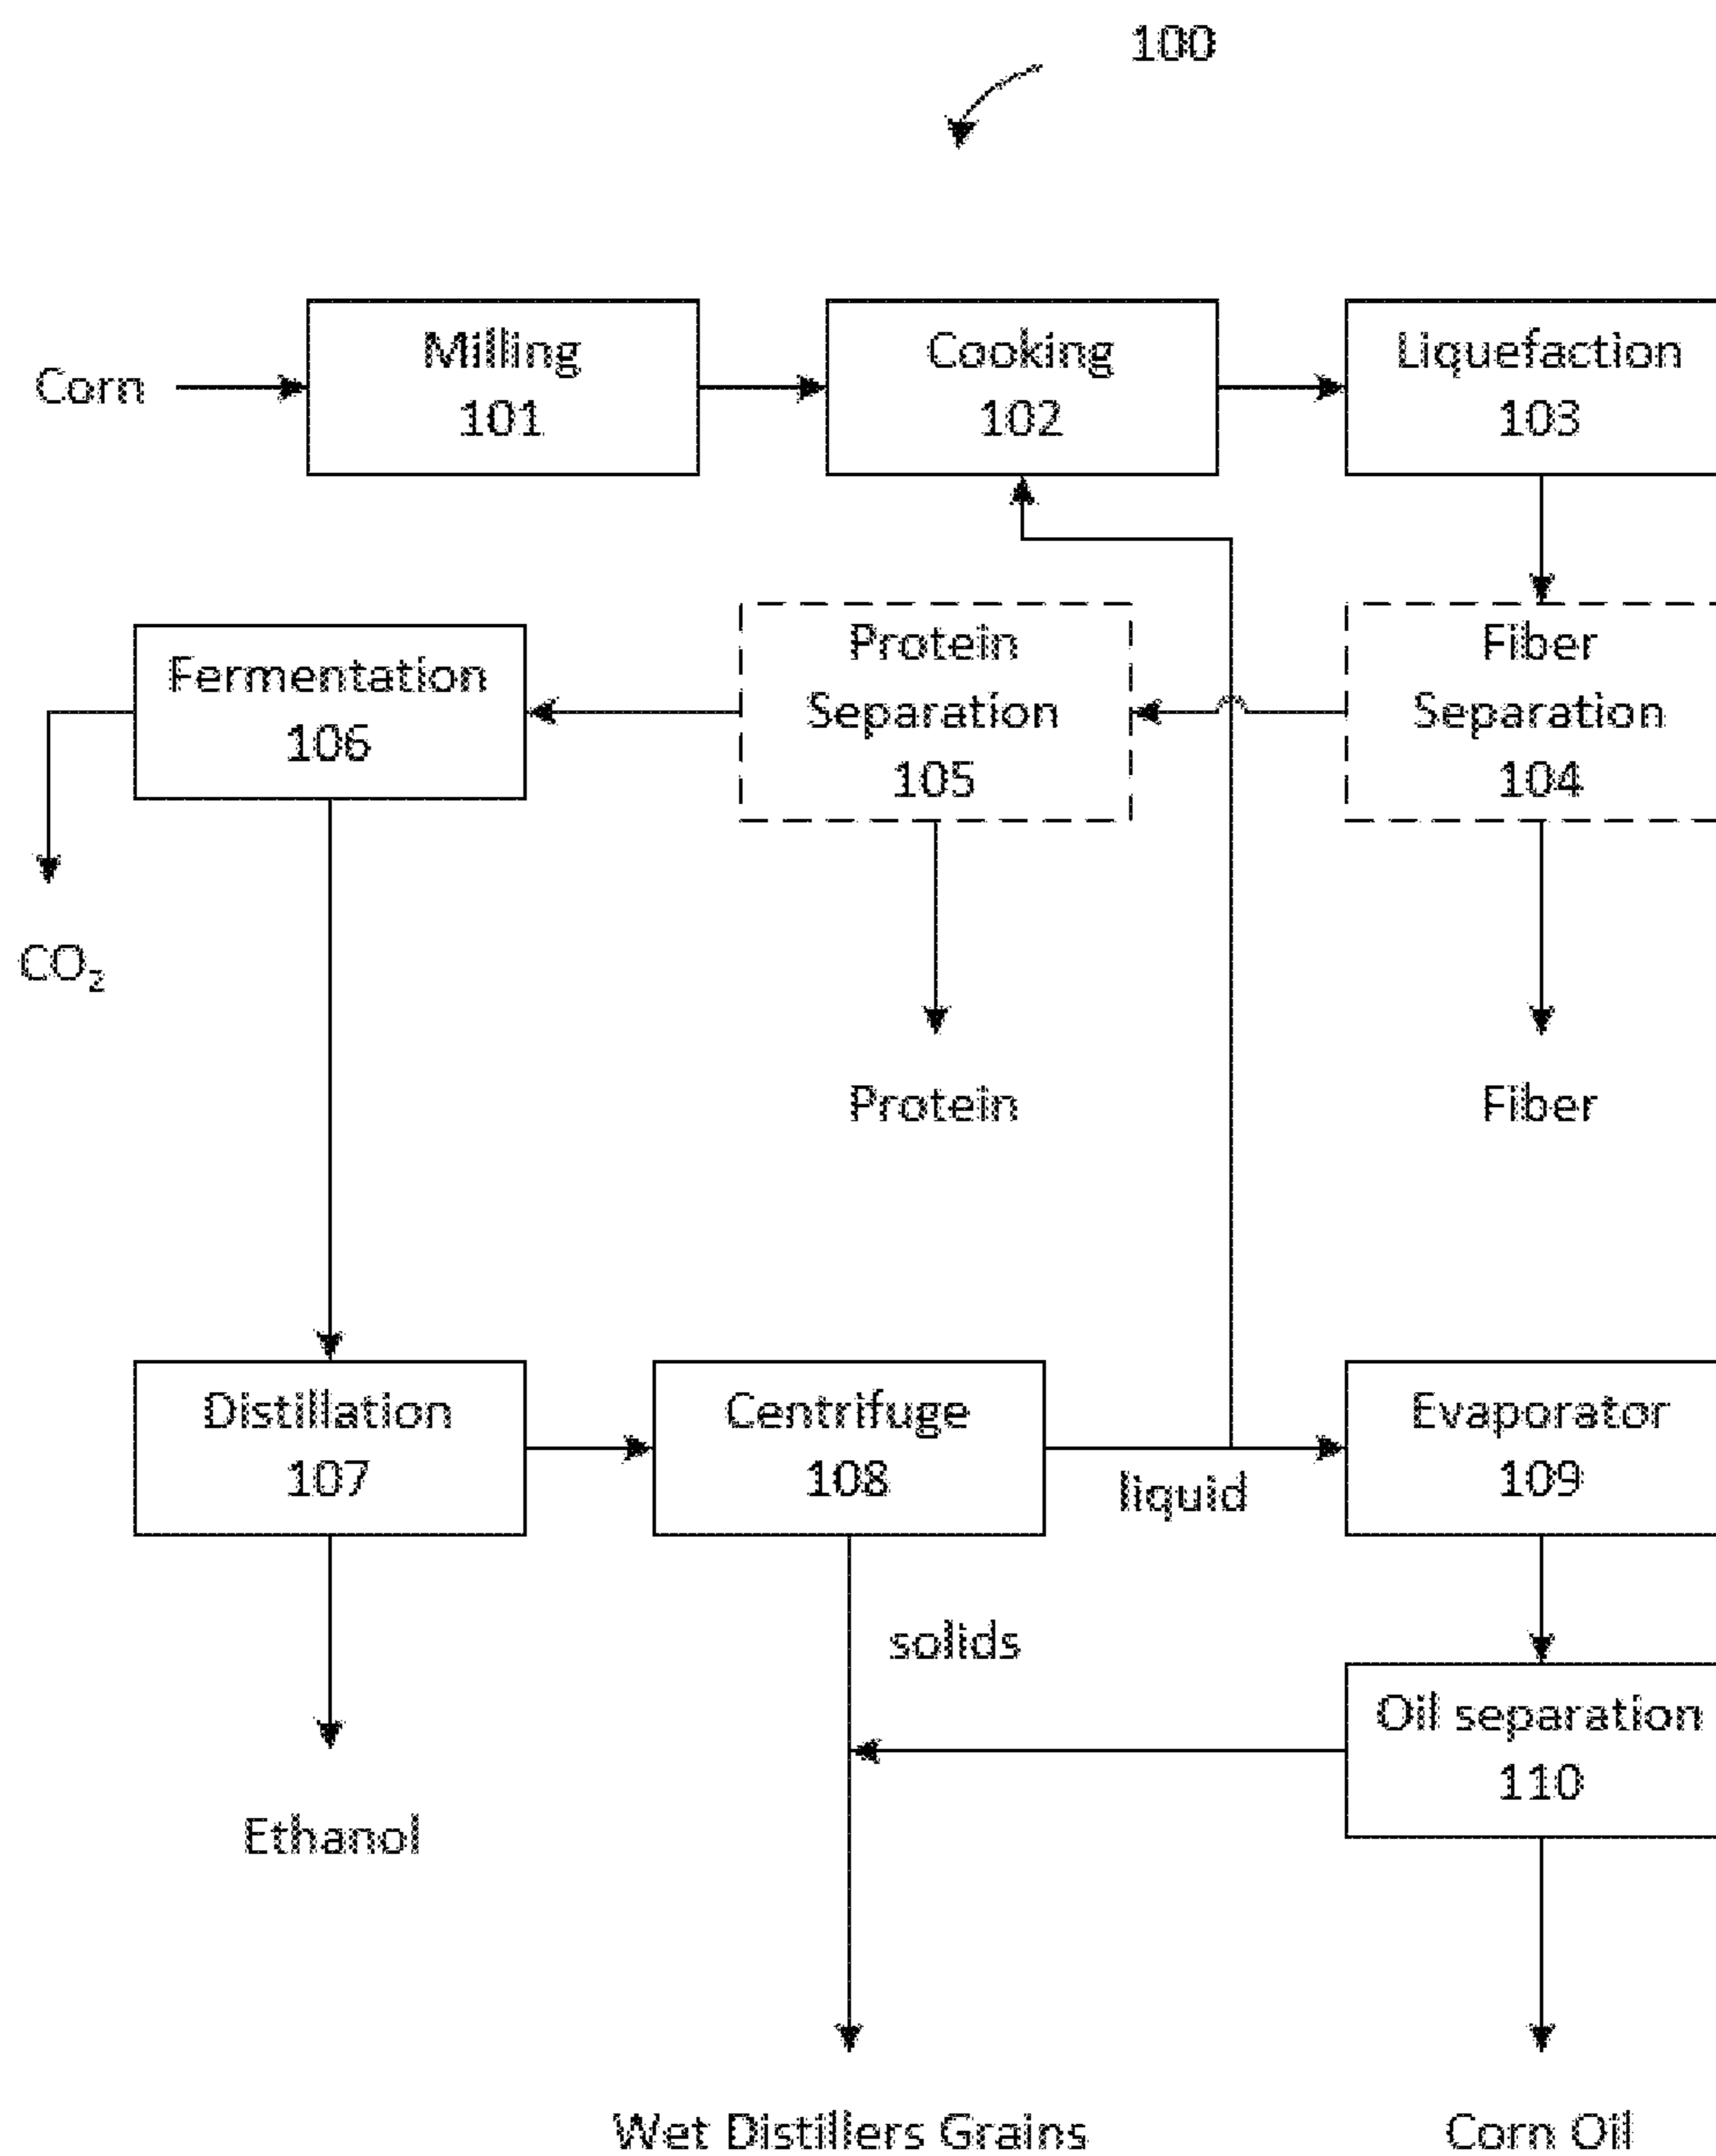 100
Corn
Milling
101
Cooking
102
Liquefaction
103
Fermentation
106
Protein
Separation
105
Fiber
Separation
104
CO₂
Protein
Fiber
Distillation
107
Centrifuge
108
liquid
Evaporator
109
solids
Oil separation
110
Ethanol
Wet Distillers Grains
Corn Oil